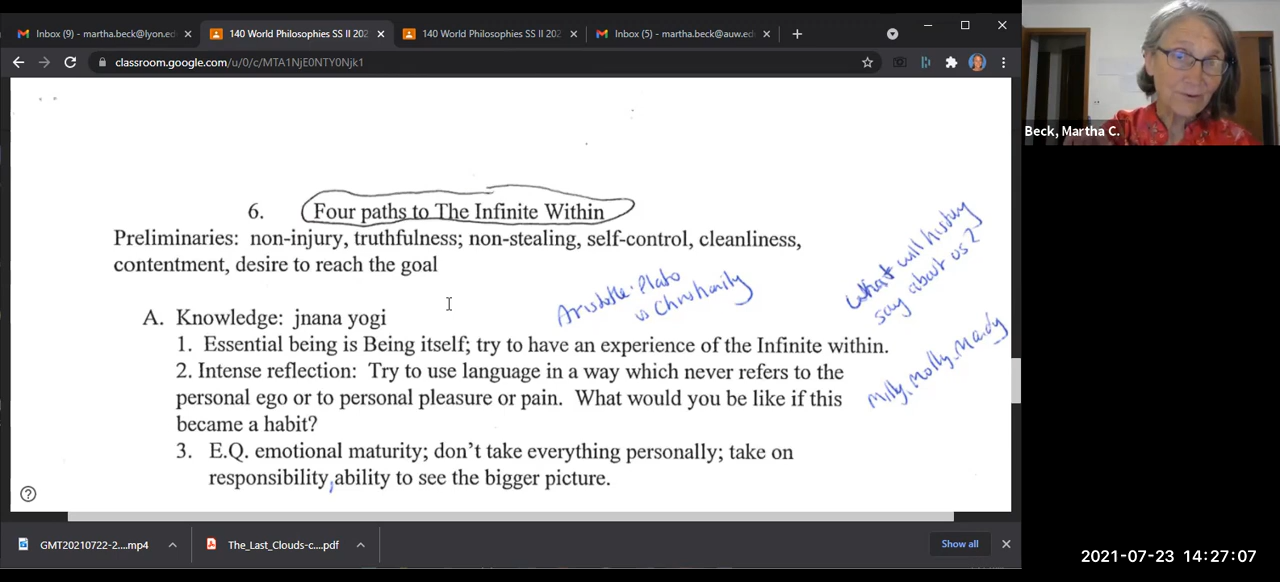 Inbox (9) - martha.beck@lyon.ed
140 World Philosophies SS II 202
140 World Philosophies SS II 202
Inbox (5) - martha.beck@auw.ed
classroom.google.com/u/0/c/MTA1NjE0NTY0Njk1
Beck, Martha C.
6. Four paths to The Infinite Within
Preliminaries: non-injury, truthfulness; non-stealing, self-control, cleanliness,
contentment, desire to reach the goal
What will history
say about us?
Aristotle·Plato
vs Christianity
A. Knowledge: jnana yogi
1. Essential being is Being itself; try to have an experience of the Infinite within.
Milly, Molly, Mandy
2. Intense reflection: Try to use language in a way which never refers to the
personal ego or to personal pleasure or pain. What would you be like if this
became a habit?
3. E.Q. emotional maturity; don't take everything personally; take on
responsibility, ability to see the bigger picture.
GMT20210722-2....mp4
The_Last_Clouds-c....pdf
Show all
2021-07-23 14:27:07